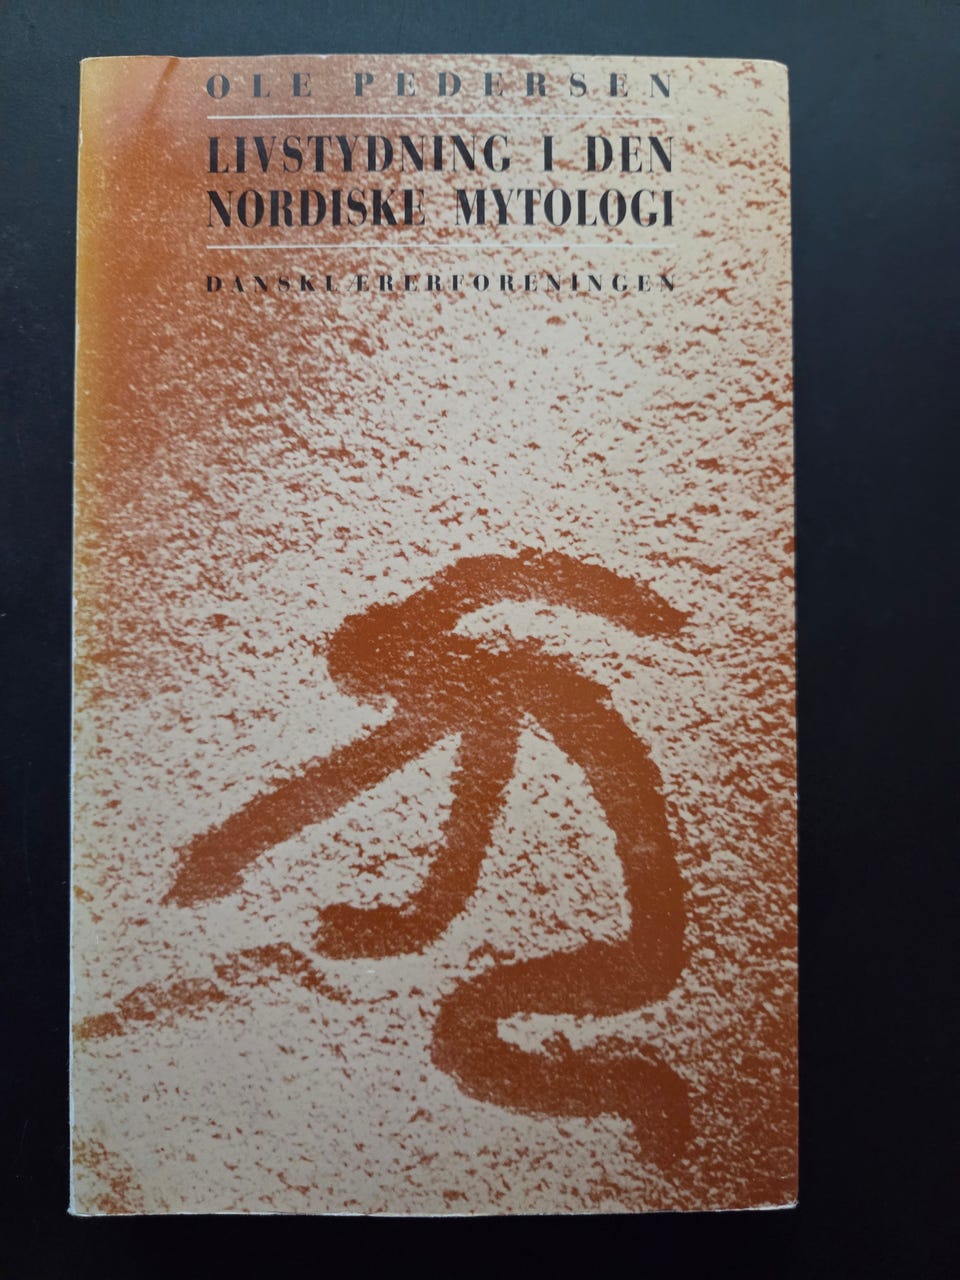 OLE PEDERSEN
LIVSTYDNING I DEN
NORDISKE MYTOLOGI
DANSKLÆRERFORENINGEN